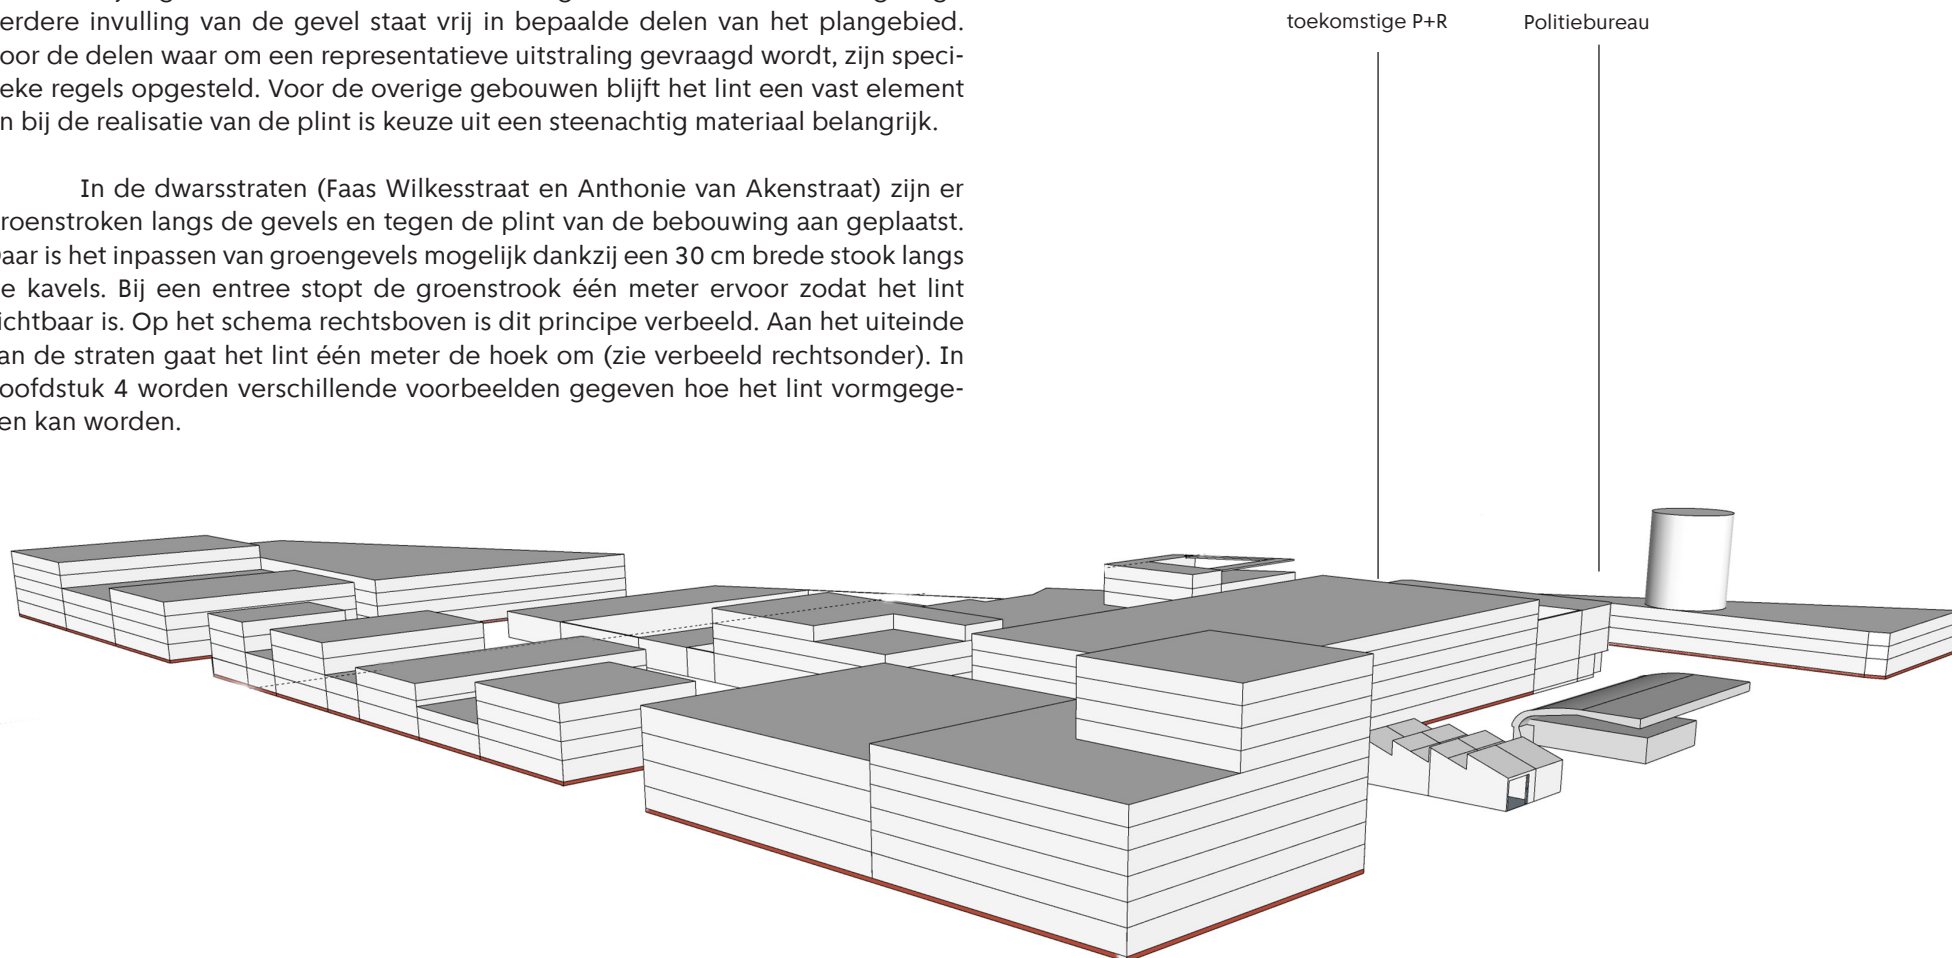 erdere invulling van de gevel staat vrij in bepaalde delen van het plangebied.
oor de delen waar om een representatieve uitstraling gevraagd wordt, zijn speci-
eke regels opgesteld. Voor de overige gebouwen blijft het lint een vast element
n bij de realisatie van de plint is keuze uit een steenachtig materiaal belangrijk.
In de dwarsstraten (Faas Wilkesstraat en Anthonie van Akenstraat) zijn er
roenstroken langs de gevels en tegen de plint van de bebouwing aan geplaatst.
aar is het inpassen van groengevels mogelijk dankzij een 30 cm brede stook langs
e kavels. Bij een entree stopt de groenstrook één meter ervoor zodat het lint
ichtbaar is. Op het schema rechtsboven is dit principe verbeeld. Aan het uiteinde
an de straten gaat het lint één meter de hoek om (zie verbeeld rechtsonder). In
oofdstuk 4 worden verschillende voorbeelden gegeven hoe het lint vormgege-
en kan worden.
toekomstige P+R
Politiebureau